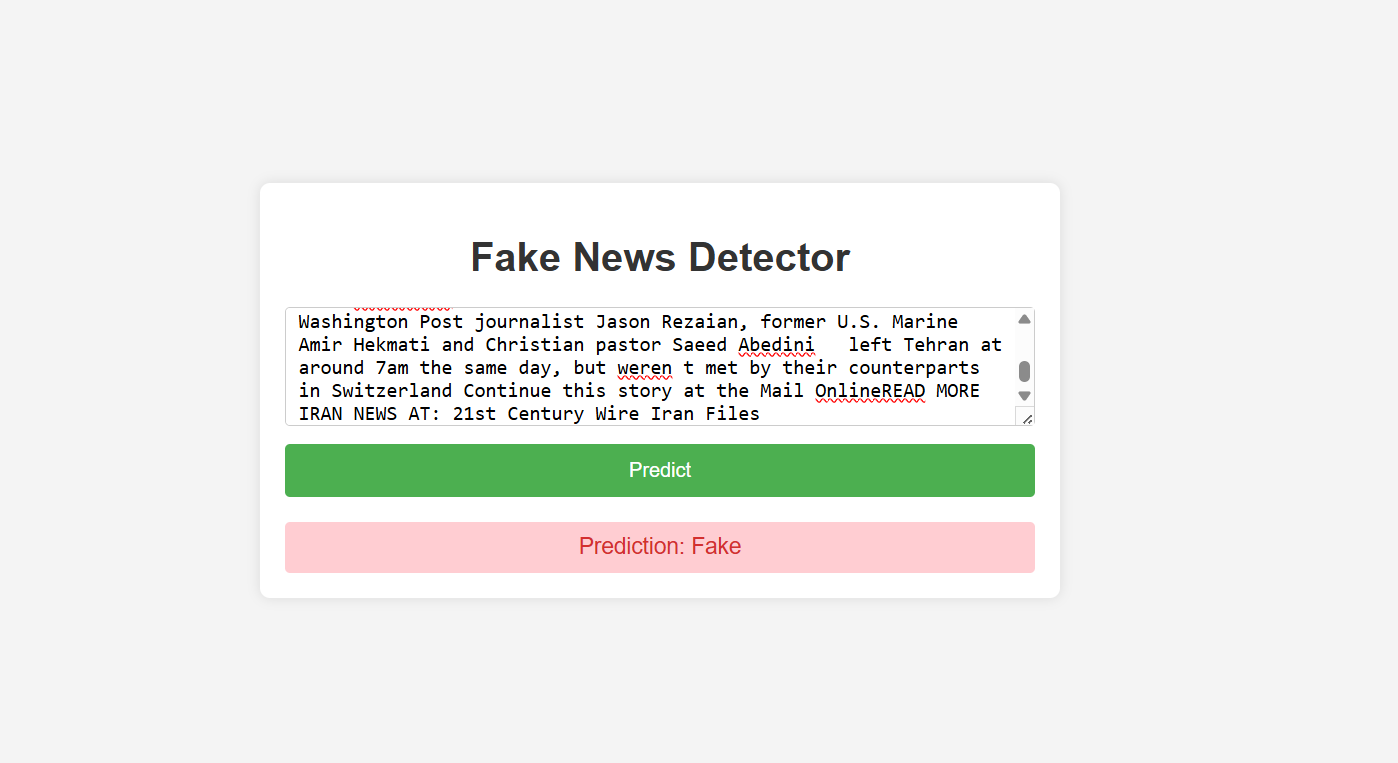 Fake News Detector
Washington Post journalist Jason Rezaian, former U.S. Marine
Amir Hekmati and Christian pastor Saeed Abedini   left Tehran at
around 7am the same day, but weren t met by their counterparts
in Switzerland Continue this story at the Mail OnlineREAD MORE
IRAN NEWS AT: 21st Century Wire Iran Files
Predict
Prediction: Fake